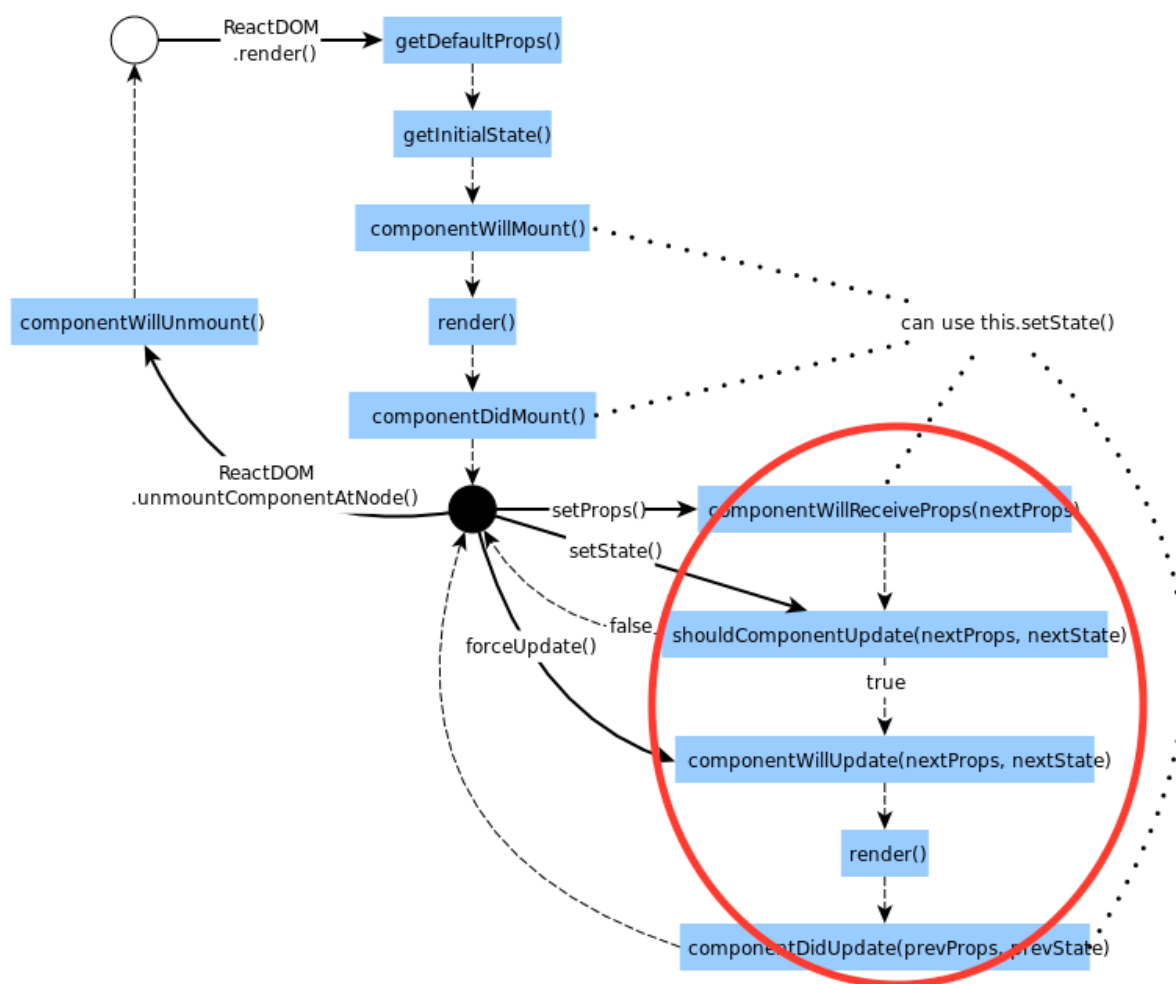 ReactDOM
.render()
getDefaultProps()
getInitialState()
componentWillMount()
componentWillUnmount()
render()
can use this.setState()
componentDidMount()
ReactDOM
.unmountComponentAtNode()
setProps()
componentWillReceiveProps(nextProps)
setState()
false
shouldComponentUpdate(nextProps, nextState)
forceUpdate()
true
componentWillUpdate(nextProps, nextState)
render()
componentDidUpdate(prevProps, prevState)